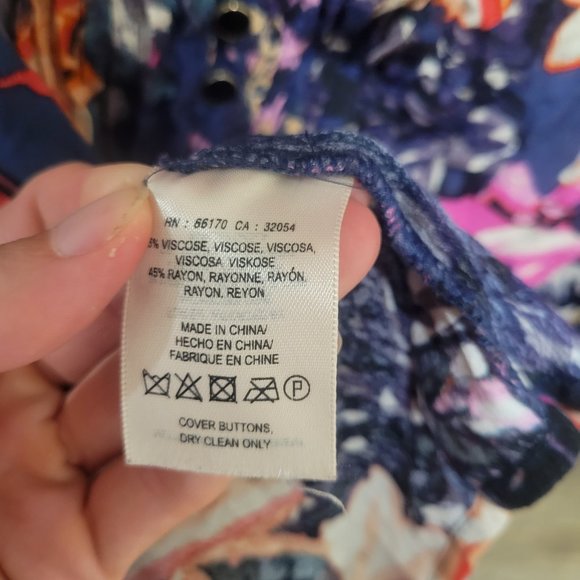 RN : 66170 CA : 32054
5% VISCOSE, VISCOSE, VISCOSA,
VISCOSA, VISKOSE
45% RAYON, RAYONNE, RAYÓN,
RAYON, REYON
MADE IN CHINA/
HECHO EN CHINA/
FABRIQUE EN CHINE
P
COVER BUTTONS,
DRY CLEAN ONLY